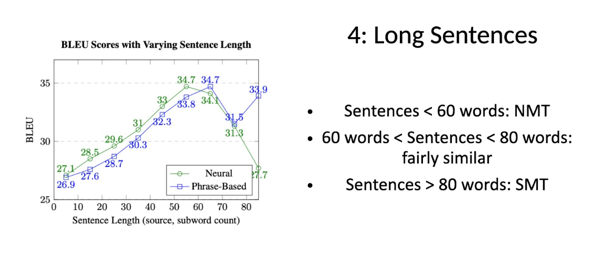 BLEU Scores with Varying Sentence Length
35
30
25
BLEU
27.1
28.5
29.6
31
33
34.7
34.1
31.3
27.7
26.9
27.6
28.7
30.3
32.3
33.8
34.7
31.5
33.9
Neural
Phrase-Based
0 10 20 30 40 50 60 70 80
Sentence Length (source, subword count)
4: Long Sentences
• Sentences < 60 words: NMT
• 60 words < Sentences < 80 words:
fairly similar
• Sentences > 80 words: SMT